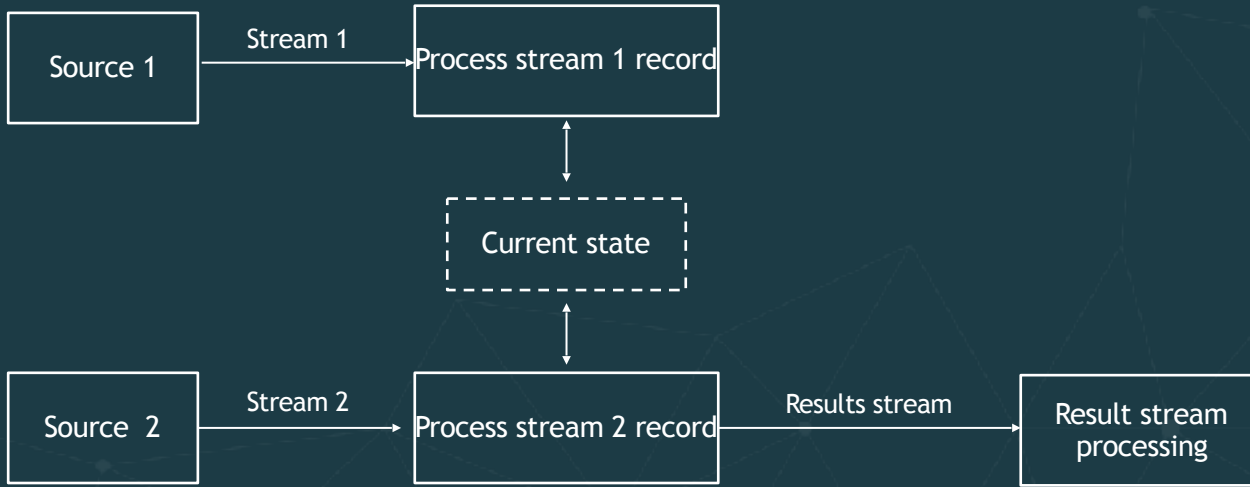 Source 1
Stream 1
Process stream 1 record
Current state
Source 2
Stream 2
Process stream 2 record
Results stream
Result stream
processing